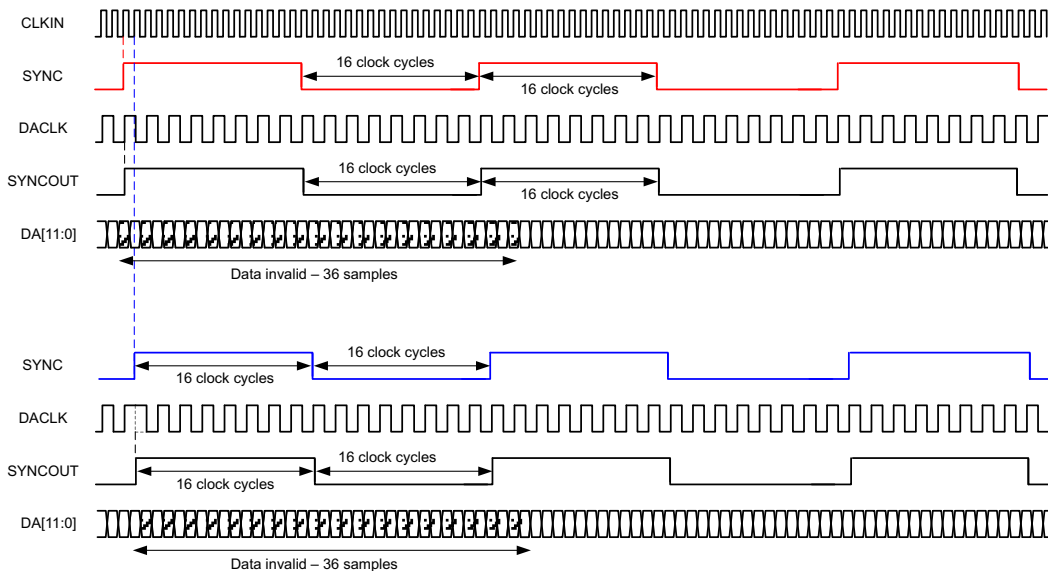 CLKIN
SYNC
16 clock cycles
16 clock cycles
DACLK
SYNCOUT
16 clock cycles
16 clock cycles
DA[11:0]
Data invalid – 36 samples
SYNC
16 clock cycles
16 clock cycles
DACLK
SYNCOUT
16 clock cycles
16 clock cycles
DA[11:0]
Data invalid – 36 samples